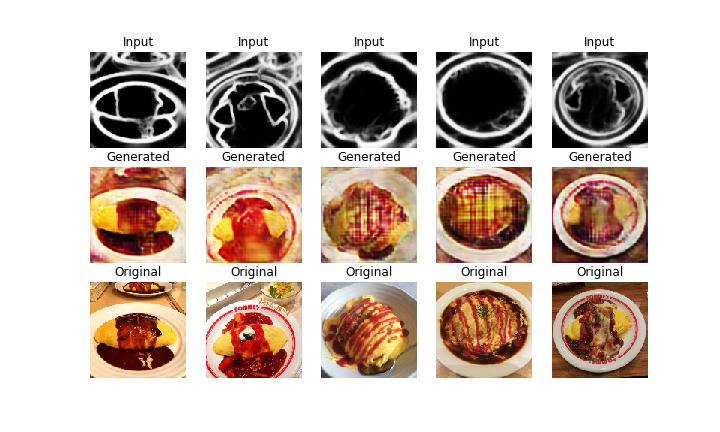 Input Input Input Input Input
Generated Generated Generated Generated Generated
Original Original Original Original Original